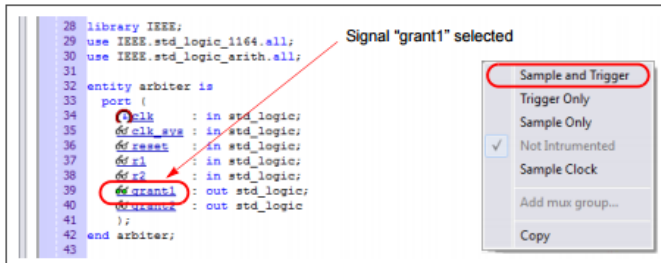 28 library IEEE;
29 use IEEE.std_logic_1164.all;
30 use IEEE.std_logic_arith.all;
31
32 entity arbiter is
33 port (
34 clk : in std_logic;
35 clk_sys : in std_logic;
36 reset : in std_logic;
37 r1 : in std_logic;
38 r2 : in std_logic;
39 grant1 : out std_logic;
40 grant2 : out std_logic
41 );
42 end arbiter;
43
Signal “grant1” selected
Sample and Trigger
Trigger Only
Sample Only
Not Intrumented
Sample Clock
Add mux group...
Copy